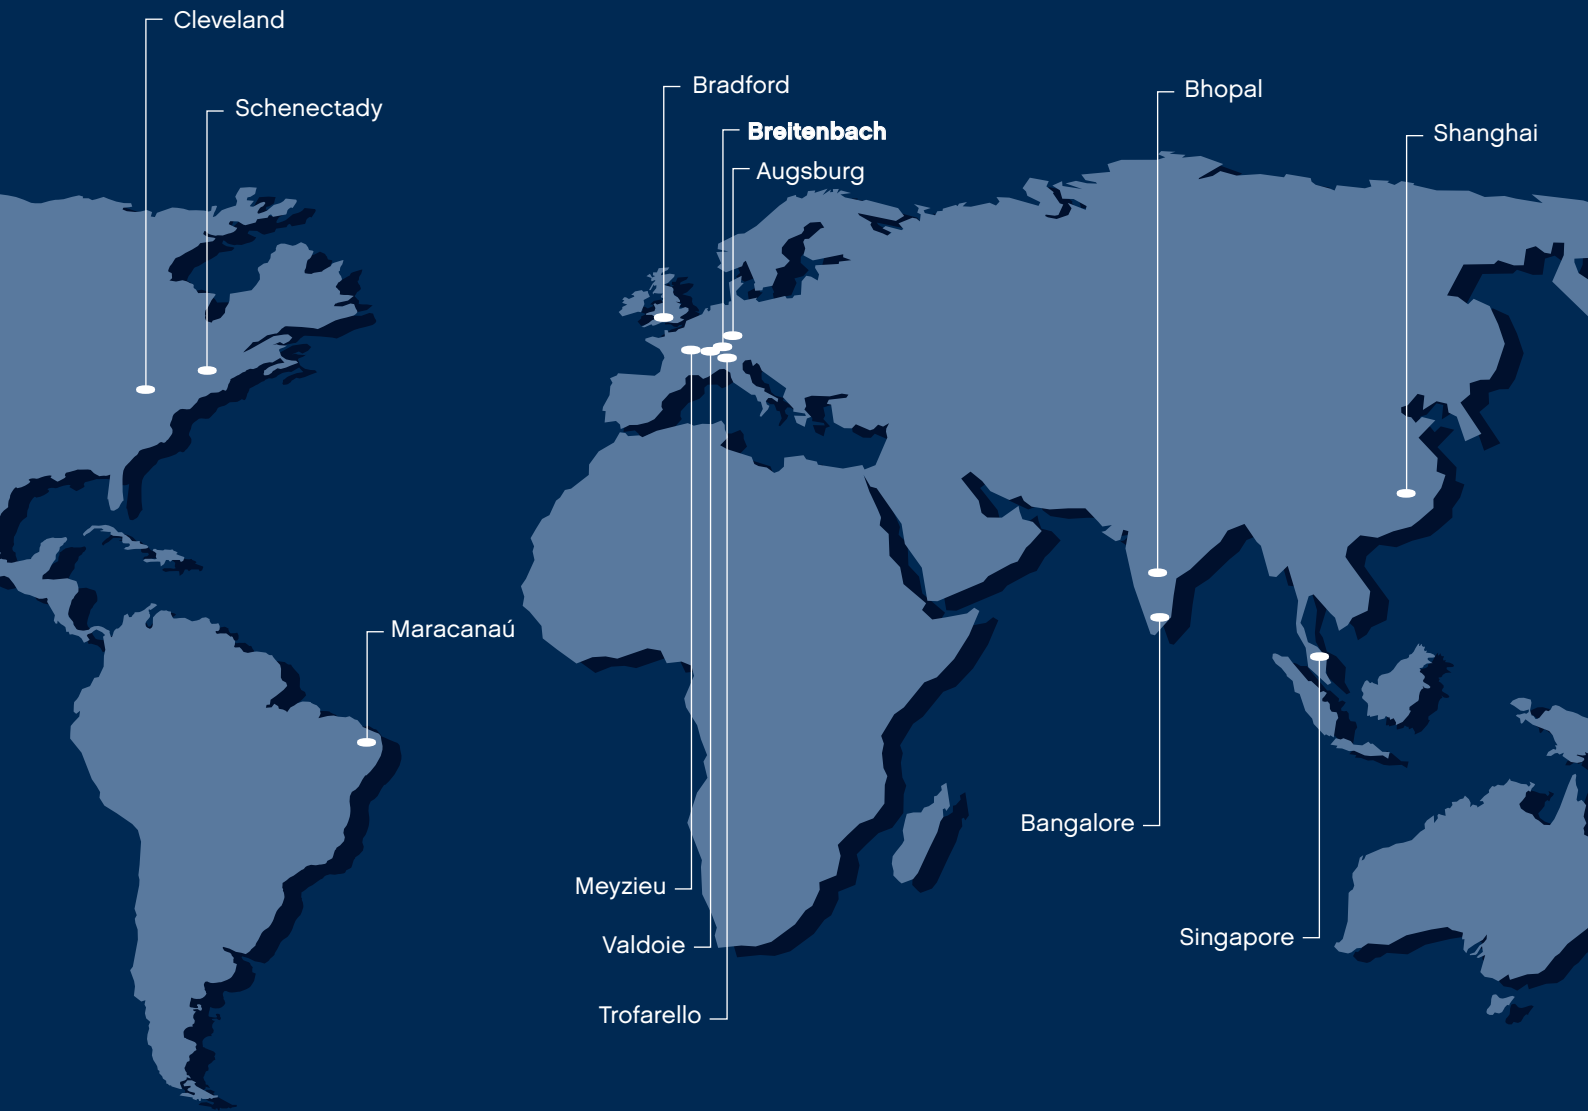 Cleveland
Bradford
Bhopal
Schenectady
Breitenbach
Shanghai
Augsburg
Maracanaú
Bangalore
Meyzieu
Singapore
Valdoie
Trofarello